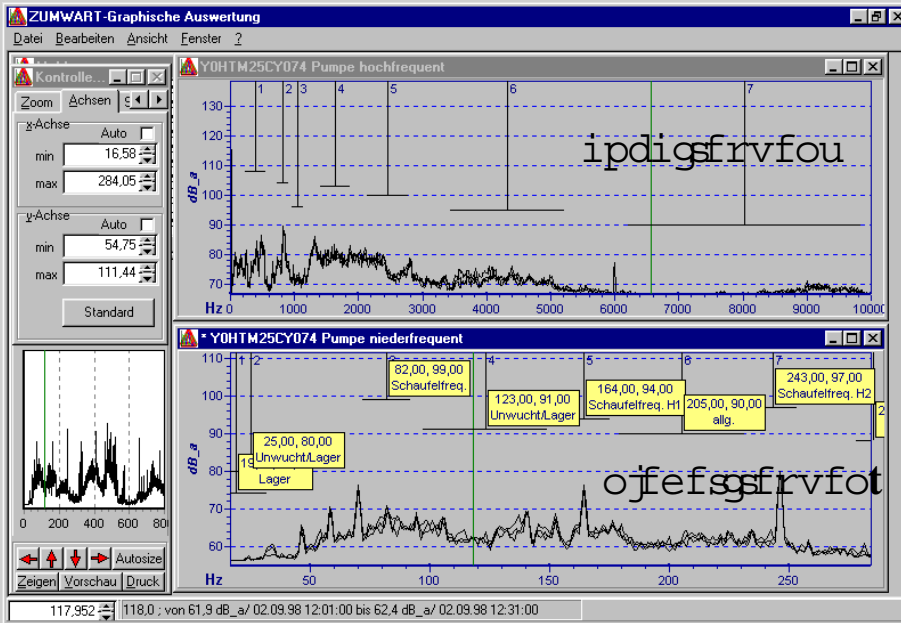 ZUMWART-Graphische Auswertung
Datei Bearbeiten Ansicht Fenster ?
Kontrolle...
Zoom Achsen
x-Achse
Auto
min 16,58
max 284,05
y-Achse
Auto
min 54,75
max 111,44
Standard
0 200 400 600 80
Autosize
Zeigen Vorschau Druck
Y0HTM25CY074 Pumpe hochfrequent
1 2 3 4 5 6 7
130
120
110
100
90
80
70
dB_a
ipdigsfrvfou
Hz 0 1000 2000 3000 4000 5000 6000 7000 8000 9000 10000
* Y0HTM25CY074 Pumpe niederfrequent
1 2 3 4 5 6 7
110
100
90
80
70
60
dB_a
82,00, 99,00
Schaufelfreq.
123,00, 91,00
Unwucht/Lager
164,00, 94,00
Schaufelfreq. H1
205,00, 90,00
allg.
243,00, 97,00
Schaufelfreq. H2
2
25,00, 80,00
Unwucht/Lager
19
Lager
ojfefsgsfrvfot
Hz 50 100 150 200 250
117,952 118,0 ; von 61,9 dB_a/ 02.09.98 12:01:00 bis 62,4 dB_a/ 02.09.98 12:31:00